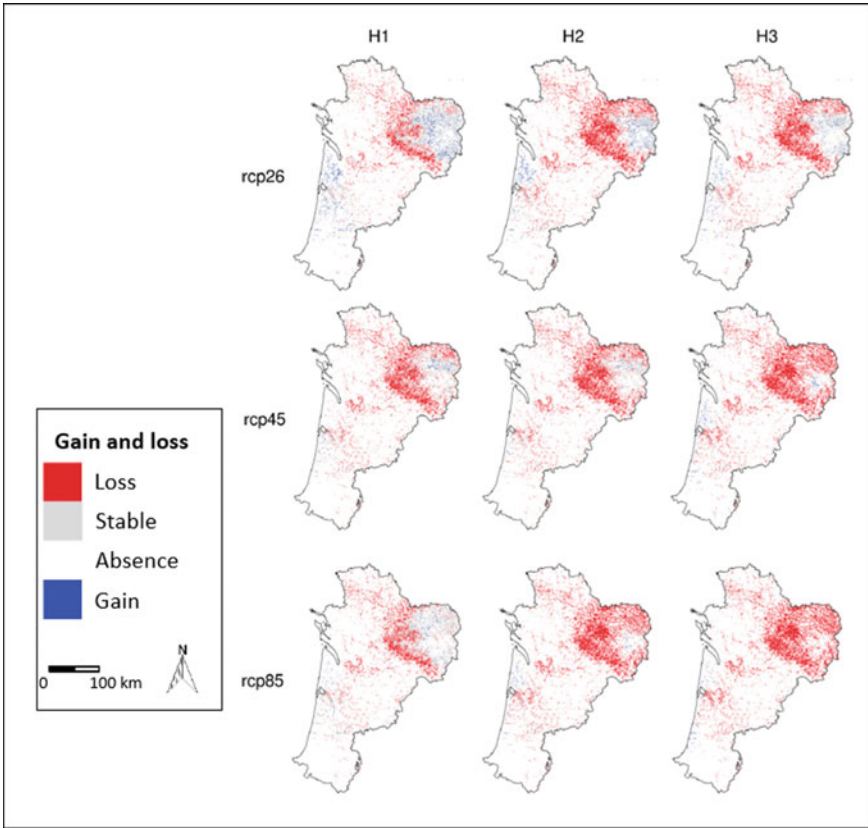 H1 H2 H3
rcp26
rcp45
rcp85
Gain and loss
Loss
Stable
Absence
Gain
N
0 100 km